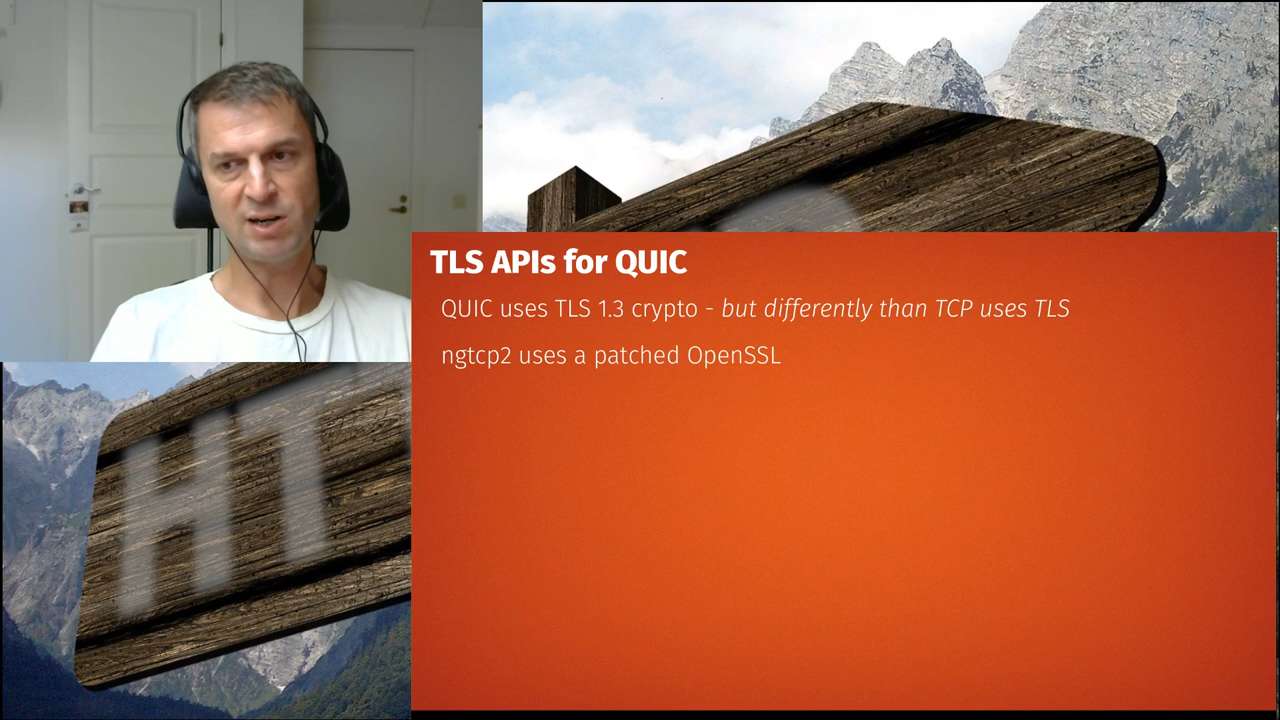 TLS APIs for QUIC
QUIC uses TLS 1.3 crypto - but differently than TCP uses TLS
ngtcp2 uses a patched OpenSSL
HT